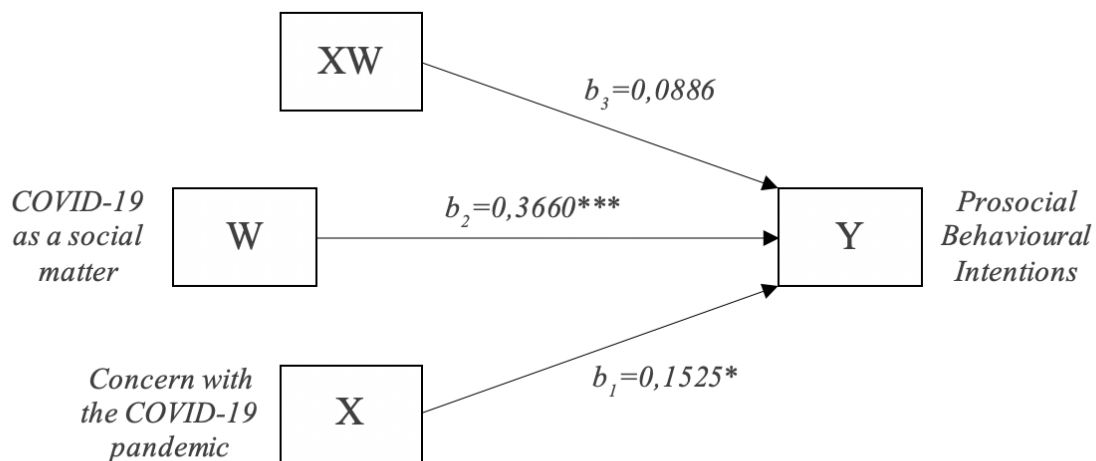 XW
b₃=0,0886
COVID-19
as a social
matter
W
b₂=0,3660***
Y
Prosocial
Behavioural
Intentions
Concern with
the COVID-19
pandemic
X
b₁=0,1525*